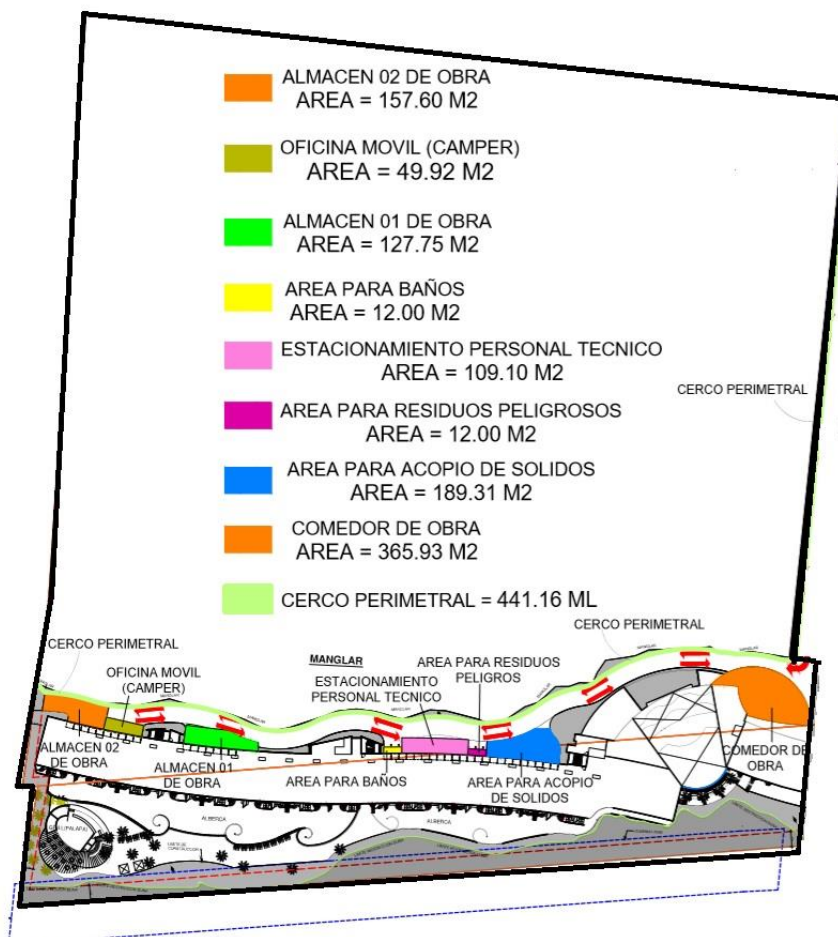 ALMACEN 02 DE OBRA
AREA = 157.60 M2
OFICINA MOVIL (CAMPER)
AREA = 49.92 M2
ALMACEN 01 DE OBRA
AREA = 127.75 M2
AREA PARA BAÑOS
AREA = 12.00 M2
ESTACIONAMIENTO PERSONAL TECNICO
AREA = 109.10 M2
CERCO PERIMETRAL
AREA PARA RESIDUOS PELIGROSOS
AREA = 12.00 M2
AREA PARA ACOPIO DE SOLIDOS
AREA = 189.31 M2
COMEDOR DE OBRA
AREA = 365.93 M2
CERCO PERIMETRAL = 441.16 ML
CERCO PERIMETRAL
CERCO PERIMETRAL
OFICINA MOVIL
(CAMPER)
MANGLAR
ESTACIONAMIENTO
PERSONAL TECNICO
AREA PARA RESIDUOS
PELIGROS
MANGLAR
MANGLAR
MANGLAR
ALMACEN 02
DE OBRA
ALMACEN 01
DE OBRA
AREA PARA BAÑOS
AREA PARA ACOPIO
DE SOLIDOS
COMEDOR DE
OBRA
ALBERCA
ALBERCA